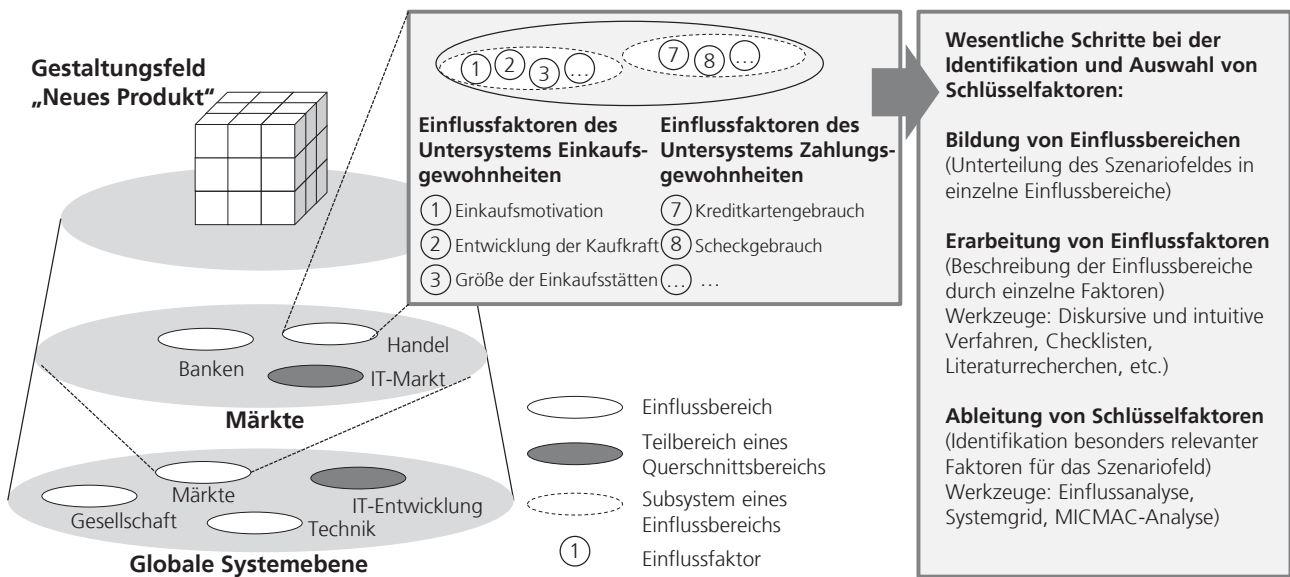 Gestaltungsfeld
„Neues Produkt“
1 2 3 ... 7 8 ...
Einflussfaktoren des
Untersystems Einkaufs-
gewohnheiten
1 Einkaufsmotivation
2 Entwicklung der Kaufkraft
3 Größe der Einkaufsstätten
Einflussfaktoren des
Untersystems Zahlungs-
gewohnheiten
7 Kreditkartengebrauch
8 Scheckgebrauch
... ...
Banken
Handel
IT-Markt
Märkte
Märkte
Gesellschaft
IT-Entwicklung
Technik
Globale Systemebene
Einflussbereich
Teilbereich eines
Querschnittsbereichs
Subsystem eines
Einflussbereichs
1 Einflussfaktor
Wesentliche Schritte bei der
Identifikation und Auswahl von
Schlüsselfaktoren:
Bildung von Einflussbereichen
(Unterteilung des Szenariofeldes in
einzelne Einflussbereiche)
Erarbeitung von Einflussfaktoren
(Beschreibung der Einflussbereiche
durch einzelne Faktoren)
Werkzeuge: Diskursive und intuitive
Verfahren, Checklisten,
Literaturrecherchen, etc.)
Ableitung von Schlüsselfaktoren
(Identifikation besonders relevanter
Faktoren für das Szenariofeld)
Werkzeuge: Einflussanalyse,
Systemgrid, MICMAC-Analyse)